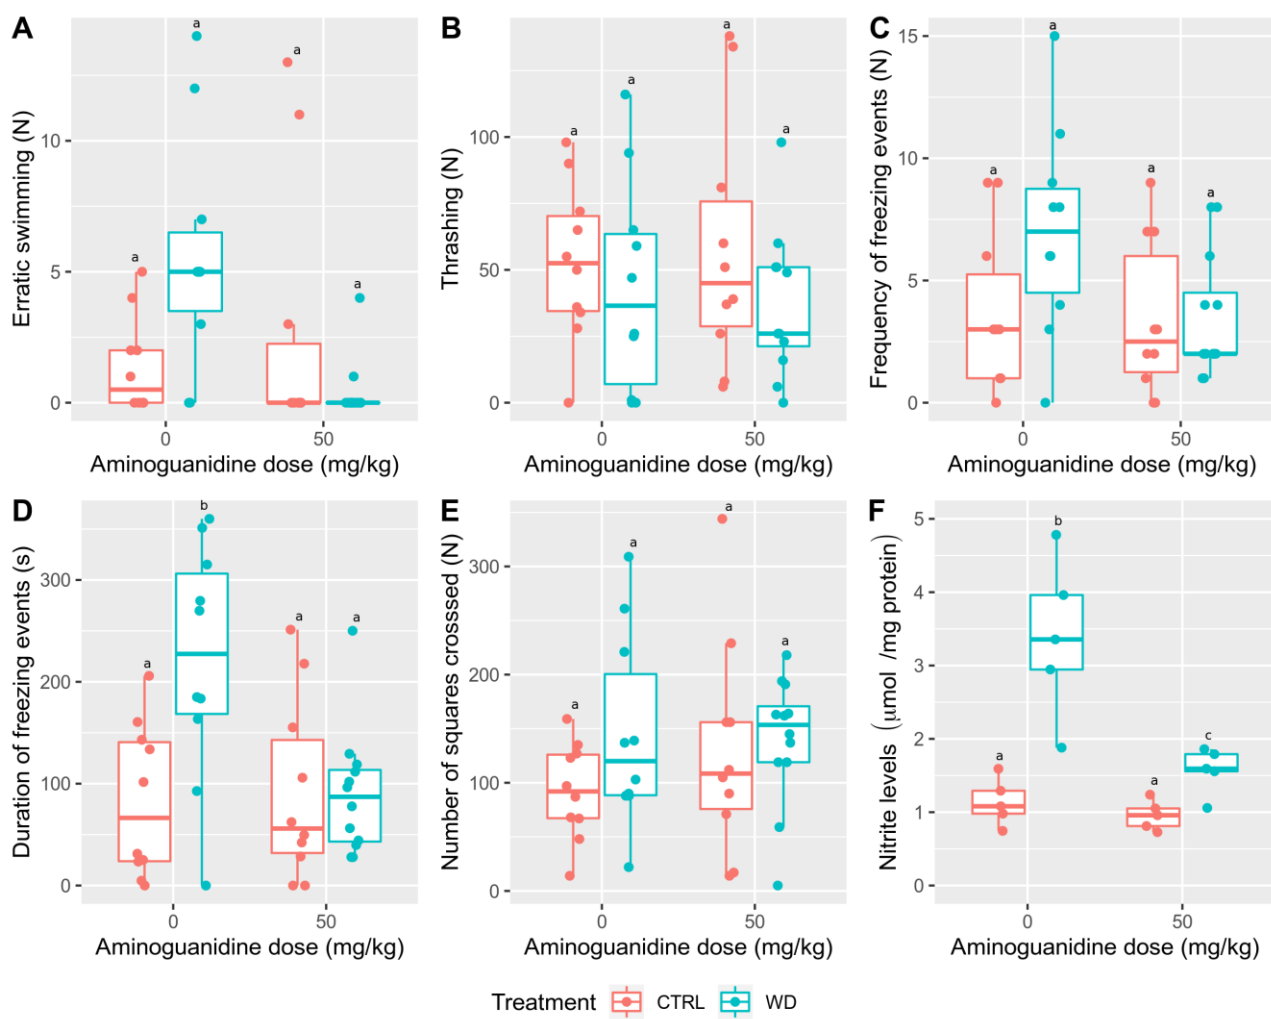 A
Erratic swimming (N)
10
5
0
a
a
a
a
0
50
Aminoguanidine dose (mg/kg)
B
Thrashing (N)
100
50
0
a
a
a
a
0
50
Aminoguanidine dose (mg/kg)
C
Frequency of freezing events (N)
15
10
5
0
a
a
a
a
0
50
Aminoguanidine dose (mg/kg)
D
Duration of freezing events (s)
300
200
100
0
a
b
a
a
0
50
Aminoguanidine dose (mg/kg)
E
Number of squares crosssed (N)
300
200
100
0
a
a
a
a
0
50
Aminoguanidine dose (mg/kg)
F
Nitrite levels (μmol /mg protein)
5
4
3
2
1
0
a
b
a
c
0
50
Aminoguanidine dose (mg/kg)
Treatment CTRL WD